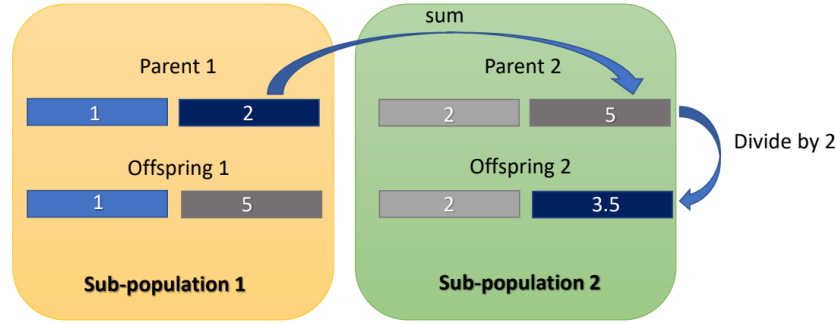 sum
Parent 1
1
2
Offspring 1
1
5
Sub-population 1
Parent 2
2
5
Divide by 2
Offspring 2
2
3.5
Sub-population 2